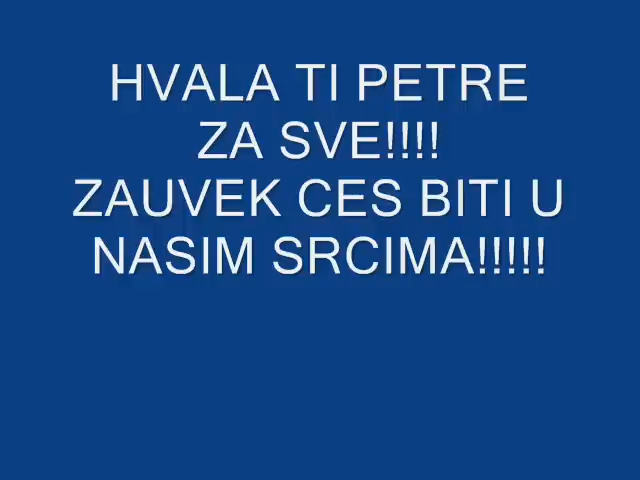 HVALA TI PETRE
ZA SVE!!!!
ZAUVEK CES BITI U
NASIM SRCIMA!!!!!